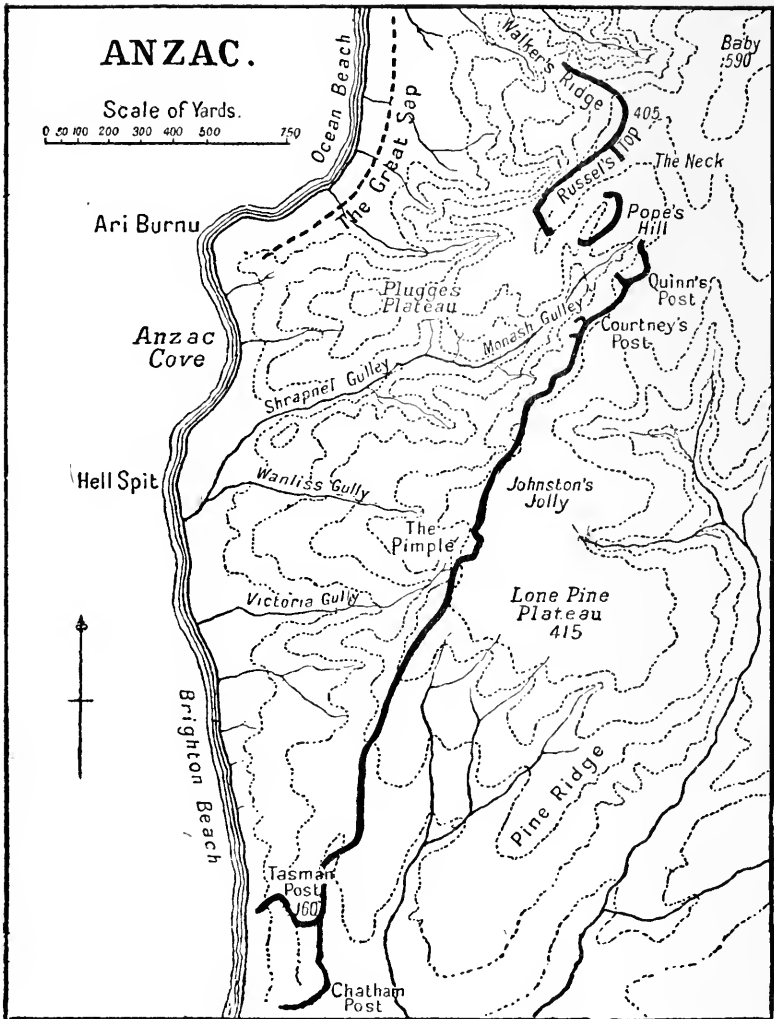 ANZAC.
Scale of Yards.
0 50 100 200 300 400 500 750
Ocean Beach
The Great Sap
Walker's Ridge
Baby
590
405
Russel's Top
The Neck
Ari Burnu
Pope's
Hill
Plugges
Plateau
Quinn's
Post
Monash Gulley
Courtney's
Post
Anzac
Cove
Shrapnel Gulley
Hell Spit
Wanliss Gully
Johnston's
Jolly
The
Pimple
Victoria Gully
Lone Pine
Plateau
415
Brighton Beach
Pine Ridge
Tasman
Post
160
Chatham
Post